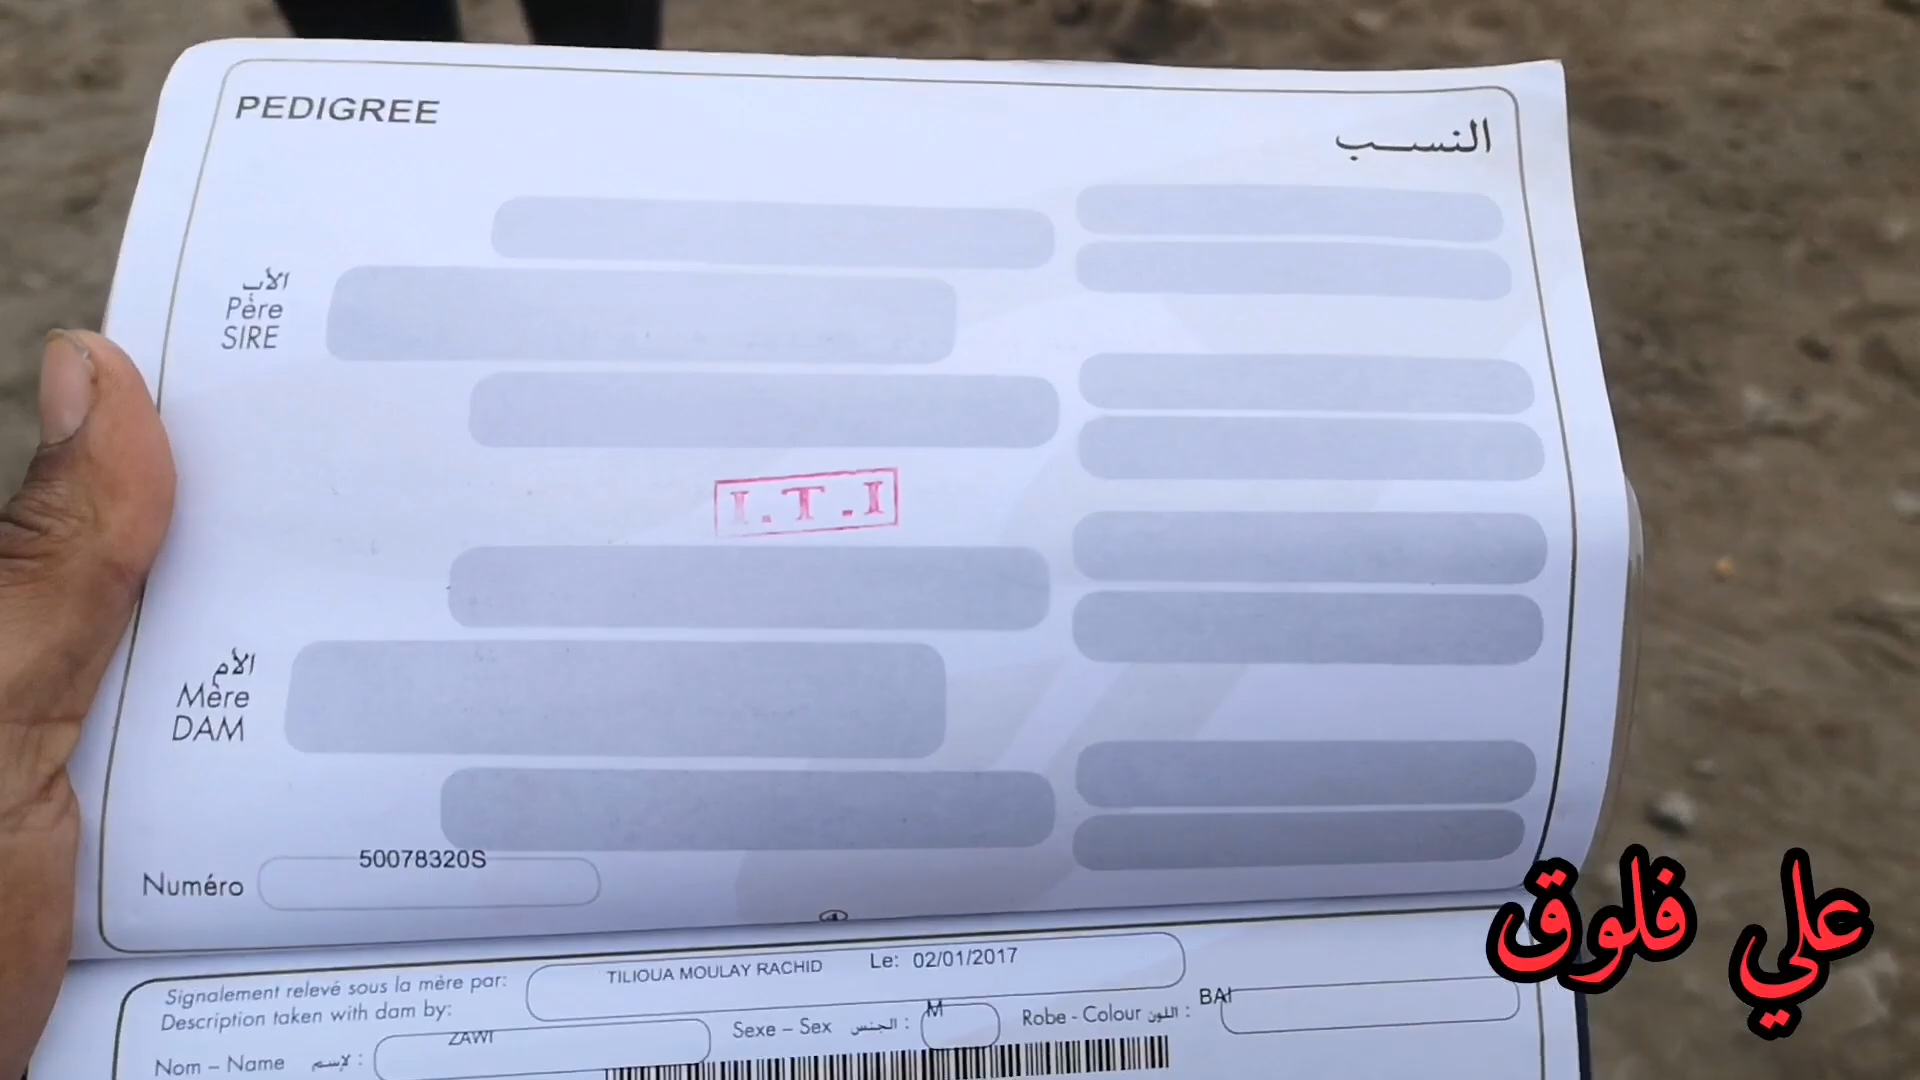 PEDIGREE
النسب
الأب
Père
SIRE
I.T.I
الأم
Mère
DAM
Numéro 50078320S
Signalement relevé sous la mère par: TILIOUA MOULAY RACHID Le: 02/01/2017
Description taken with dam by:
Nom – Name الإسم : ZAWI Sexe – Sex الجنس : M Robe - Colour اللون : BAI
علي فلوق